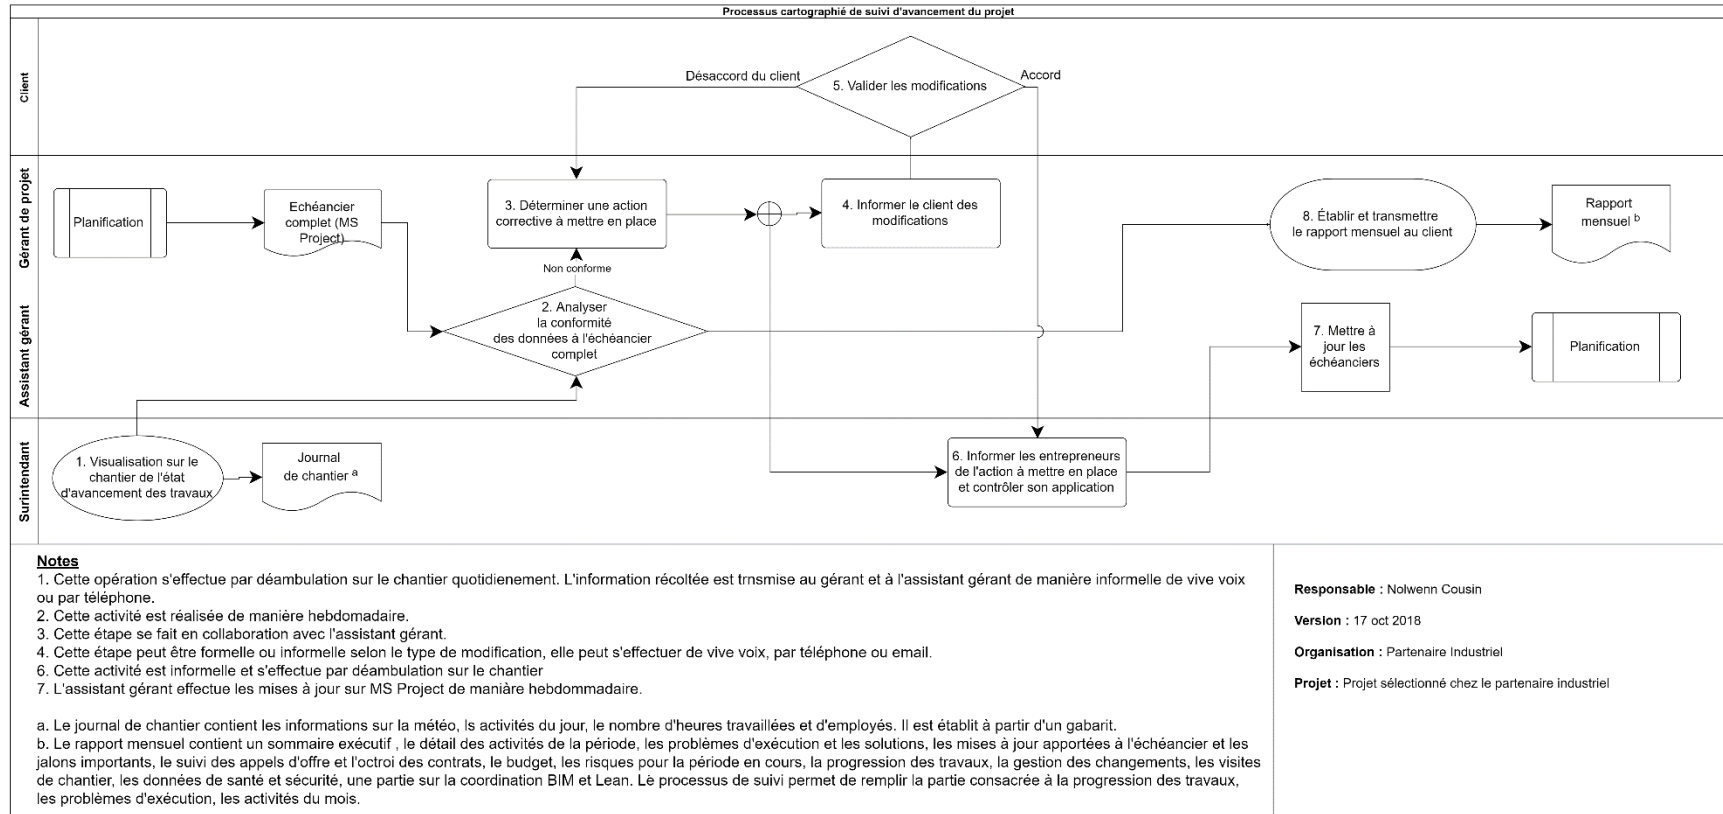 Processus cartographié de suivi d'avancement du projet
Client
Désaccord du client
5. Valider les modifications
Accord
Gérant de projet
Planification
Echéancier
complet (MS
Project)
3. Déterminer une action
corrective à mettre en place
4. Informer le client des
modifications
8. Établir et transmettre
le rapport mensuel au client
Rapport
mensuel b
Non conforme
Assistant gérant
2. Analyser
la conformité
des données à l'échéancier
complet
7. Mettre à
jour les
échéanciers
Planification
Surintendant
1. Visualisation sur le
chantier de l'état
d'avancement des travaux
Journal
de chantier a
6. Informer les entrepreneurs
de l'action à mettre en place
et contrôler son application
Notes
1. Cette opération s'effectue par déambulation sur le chantier quotidienement. L'information récoltée est trnsmise au gérant et à l'assistant gérant de manière informelle de vive voix
ou par téléphone.
2. Cette activité est réalisée de manière hebdomadaire.
3. Cette étape se fait en collaboration avec l'assistant gérant.
4. Cette étape peut être formelle ou informelle selon le type de modification, elle peut s'effectuer de vive voix, par téléphone ou email.
6. Cette activité est informelle et s'effectue par déambulation sur le chantier
7. L'assistant gérant effectue les mises à jour sur MS Project de manière hebdommadaire.
a. Le journal de chantier contient les informations sur la météo, ls activités du jour, le nombre d'heures travaillées et d'employés. Il est établit à partir d'un gabarit.
b. Le rapport mensuel contient un sommaire exécutif , le détail des activités de la période, les problèmes d'exécution et les solutions, les mises à jour apportées à l'échéancier et les
jalons importants, le suivi des appels d'offre et l'octroi des contrats, le budget, les risques pour la période en cours, la progression des travaux, la gestion des changements, les visites
de chantier, les données de santé et sécurité, une partie sur la coordination BIM et Lean. Le processus de suivi permet de remplir la partie consacrée à la progression des travaux,
les problèmes d'exécution, les activités du mois.
Responsable : Nolwenn Cousin
Version : 17 oct 2018
Organisation : Partenaire Industriel
Projet : Projet sélectionné chez le partenaire industriel